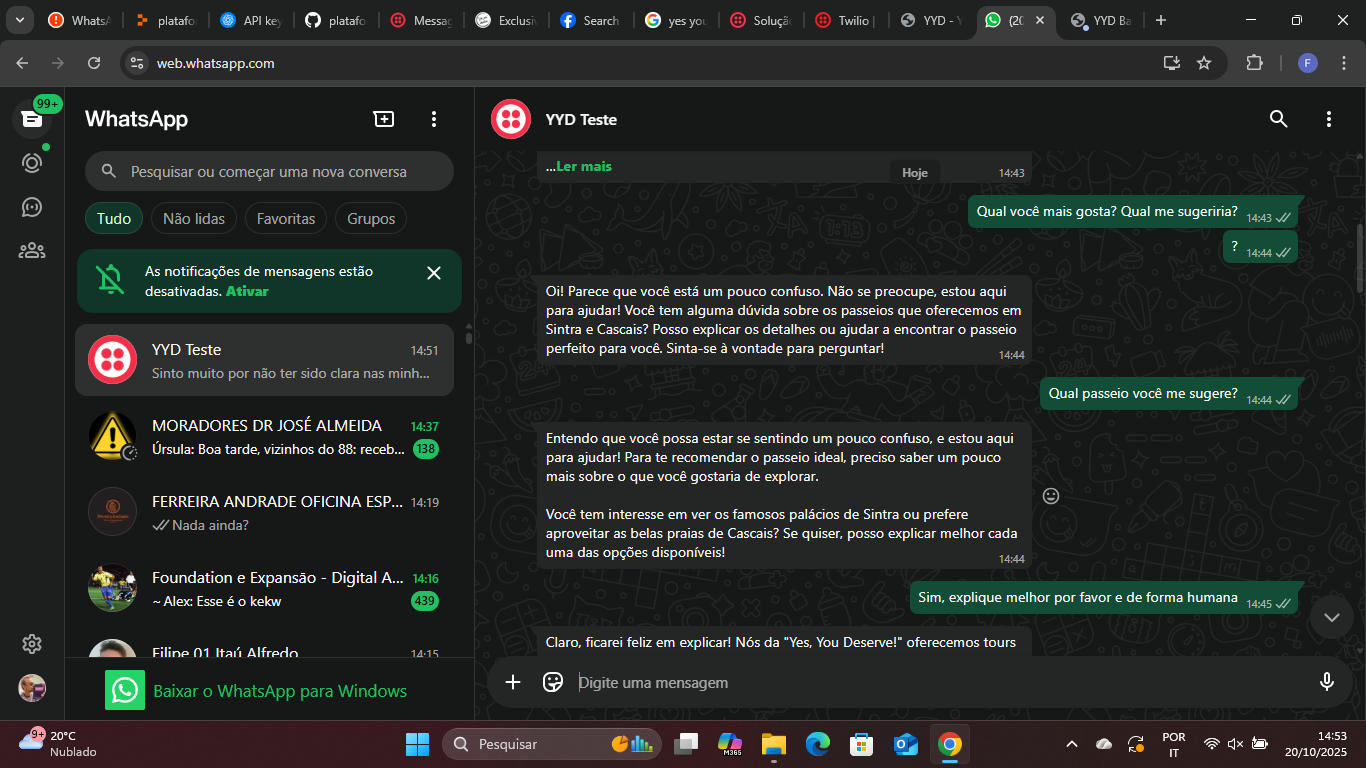 WhatsA
platafo
API key
platafo
Messag
Exclusiv
Search
yes you
Soluçã
Twilio |
YYD - Y
(20
YYD Ba
web.whatsapp.com
F
99+
WhatsApp
Pesquisar ou começar uma nova conversa
Tudo
Não lidas
Favoritas
Grupos
As notificações de mensagens estão
desativadas. Ativar
YYD Teste
14:51
Sinto muito por não ter sido clara nas minh...
MORADORES DR JOSÉ ALMEIDA
14:37
Úrsula: Boa tarde, vizinhos do 88: receb...
138
FERREIRA ANDRADE OFICINA ESP...
14:19
Nada ainda?
Foundation e Expansão - Digital A...
14:16
~ Alex: Esse é o kekw
439
Filipe 01 Itaú Alfredo
14:15
Baixar o WhatsApp para Windows
YYD Teste
...Ler mais
Hoje
14:43
Qual você mais gosta? Qual me sugeriria?
14:43
?
14:44
Oi! Parece que você está um pouco confuso. Não se preocupe, estou aqui
para ajudar! Você tem alguma dúvida sobre os passeios que oferecemos em
Sintra e Cascais? Posso explicar os detalhes ou ajudar a encontrar o passeio
perfeito para você. Sinta-se à vontade para perguntar!
14:44
Qual passeio você me sugere?
14:44
Entendo que você possa estar se sentindo um pouco confuso, e estou aqui
para ajudar! Para te recomendar o passeio ideal, preciso saber um pouco
mais sobre o que você gostaria de explorar.
Você tem interesse em ver os famosos palácios de Sintra ou prefere
aproveitar as belas praias de Cascais? Se quiser, posso explicar melhor cada
uma das opções disponíveis!
14:44
Sim, explique melhor por favor e de forma humana
14:45
Claro, ficarei feliz em explicar! Nós da "Yes, You Deserve!" oferecemos tours
Digite uma mensagem
9+
20°C
Nublado
Pesquisar
M365
POR
IT
14:53
20/10/2025